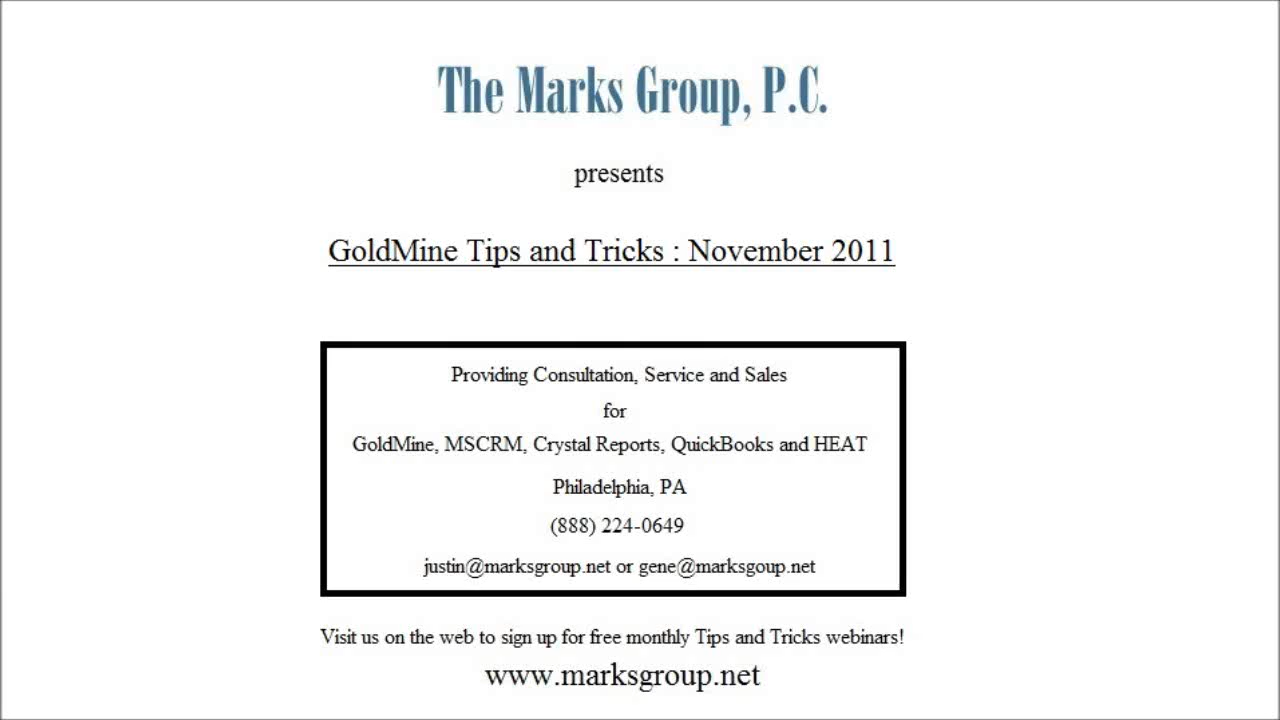 The Marks Group, P.C.
presents
GoldMine Tips and Tricks : November 2011
Providing Consultation, Service and Sales
for
GoldMine, MSCRM, Crystal Reports, QuickBooks and HEAT
Philadelphia, PA
(888) 224-0649
justin@marksgroup.net or gene@marksgoup.net
Visit us on the web to sign up for free monthly Tips and Tricks webinars!
www.marksgroup.net